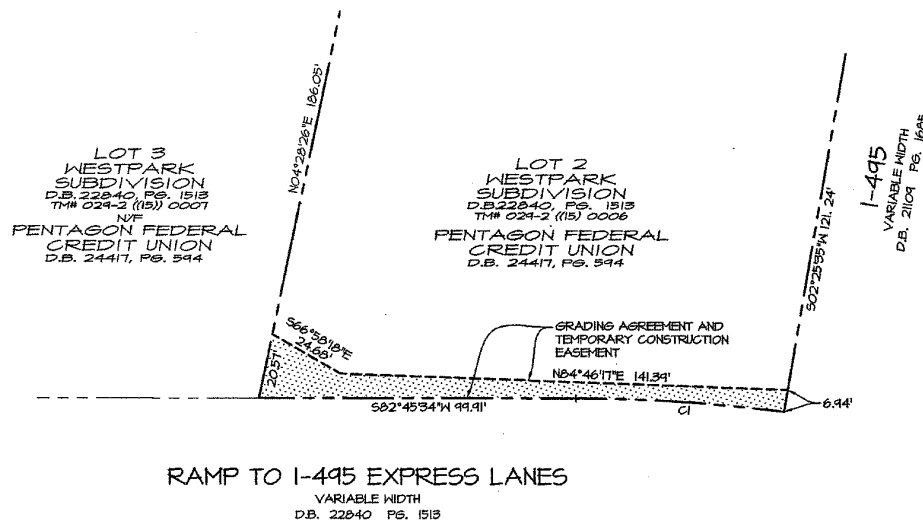 N04°28'26"E 186.05'
LOT 3
WESTPARK
SUBDIVISION
D.B. 22840, PG. 1513
TM# 029-2 ((15)) 0007
N/F
PENTAGON FEDERAL
CREDIT UNION
D.B. 24417, PG. 594
LOT 2
WESTPARK
SUBDIVISION
D.B. 22840, PG. 1513
TM# 029-2 ((15) 0006
PENTAGON FEDERAL
CREDIT UNION
D.B. 24417, PG. 594
S02°25'35"W 121. 24'
I-495
VARIABLE WIDTH
D.B. 21109 PG. 1685
S66°58'18"E
24.68'
20.57'
GRADING AGREEMENT AND
TEMPORARY CONSTRUCTION
EASEMENT
N84°46'17"E 141.39'
6.94'
S82°45'34"W 99.91'
C1
RAMP TO I-495 EXPRESS LANES
VARIABLE WIDTH
D.B. 22840 PG. 1513